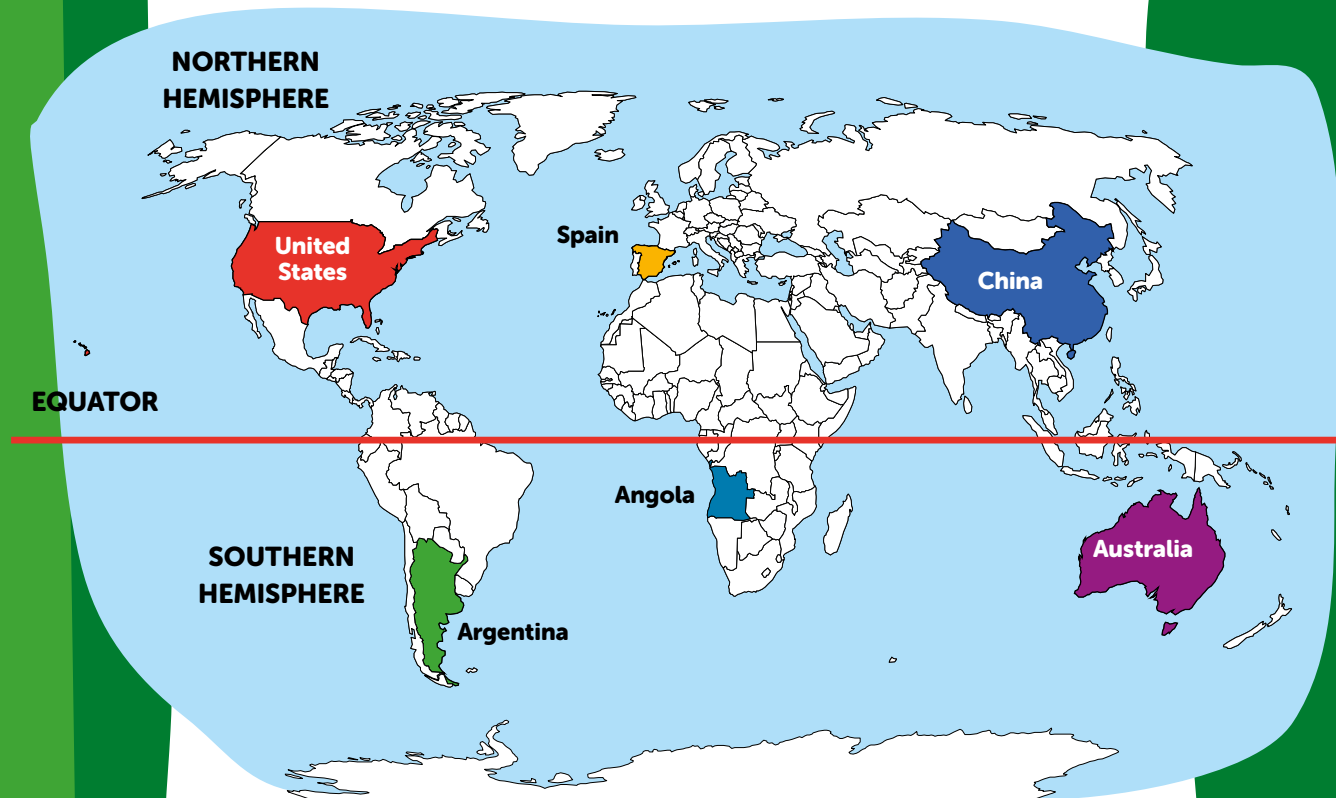 NORTHERN
HEMISPHERE
Spain
United
States
China
EQUATOR
Angola
SOUTHERN
HEMISPHERE
Australia
Argentina